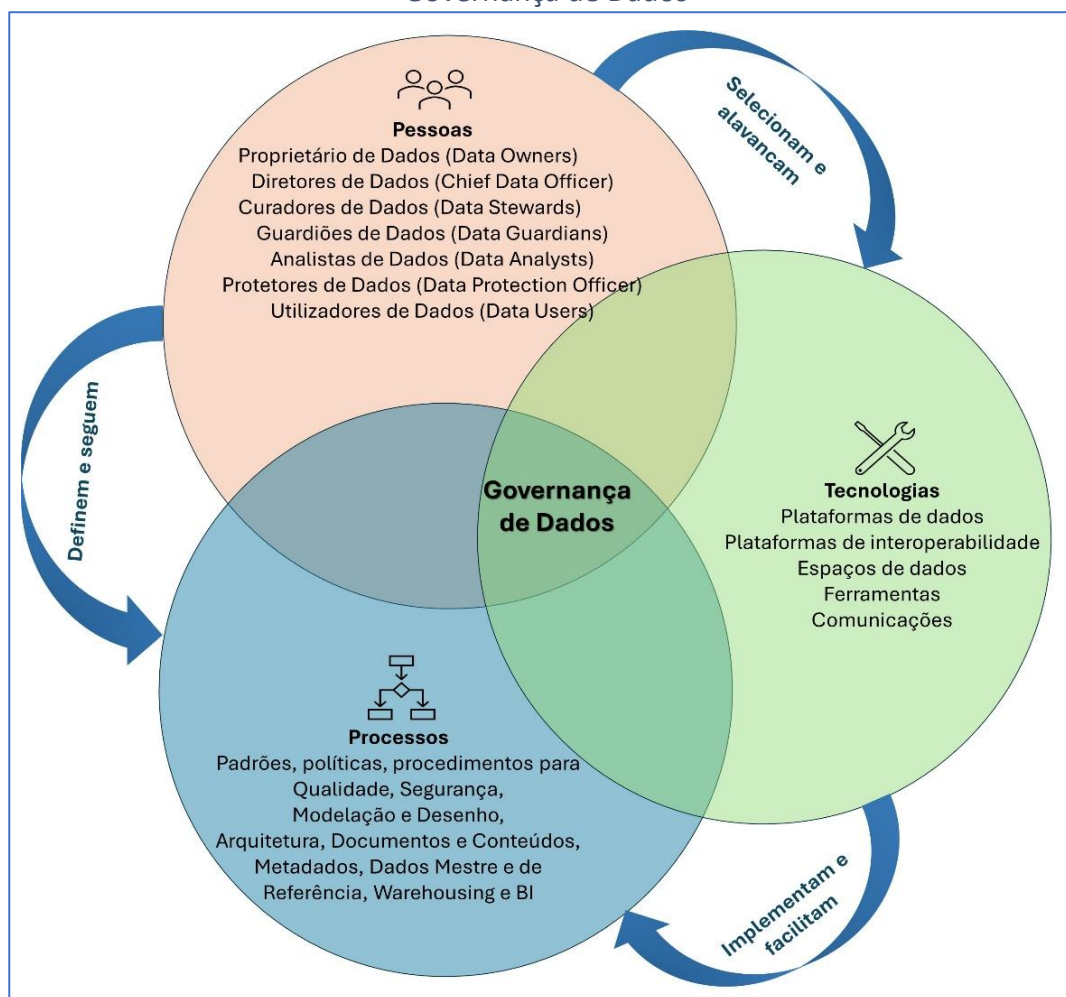 Governança de Dados
Pessoas
Proprietário de Dados (Data Owners)
Diretores de Dados (Chief Data Officer)
Curadores de Dados (Data Stewards)
Guardiões de Dados (Data Guardians)
Analistas de Dados (Data Analysts)
Protetores de Dados (Data Protection Officer)
Utilizadores de Dados (Data Users)
Selecionam e
alavancam
Definem e seguem
Governança
de Dados
Tecnologias
Plataformas de dados
Plataformas de interoperabilidade
Espaços de dados
Ferramentas
Comunicações
Processos
Padrões, políticas, procedimentos para
Qualidade, Segurança,
Modelação e Desenho,
Arquitetura, Documentos e Conteúdos,
Metadados, Dados Mestre e de
Referência, Warehousing e BI
Implementam e
facilitam